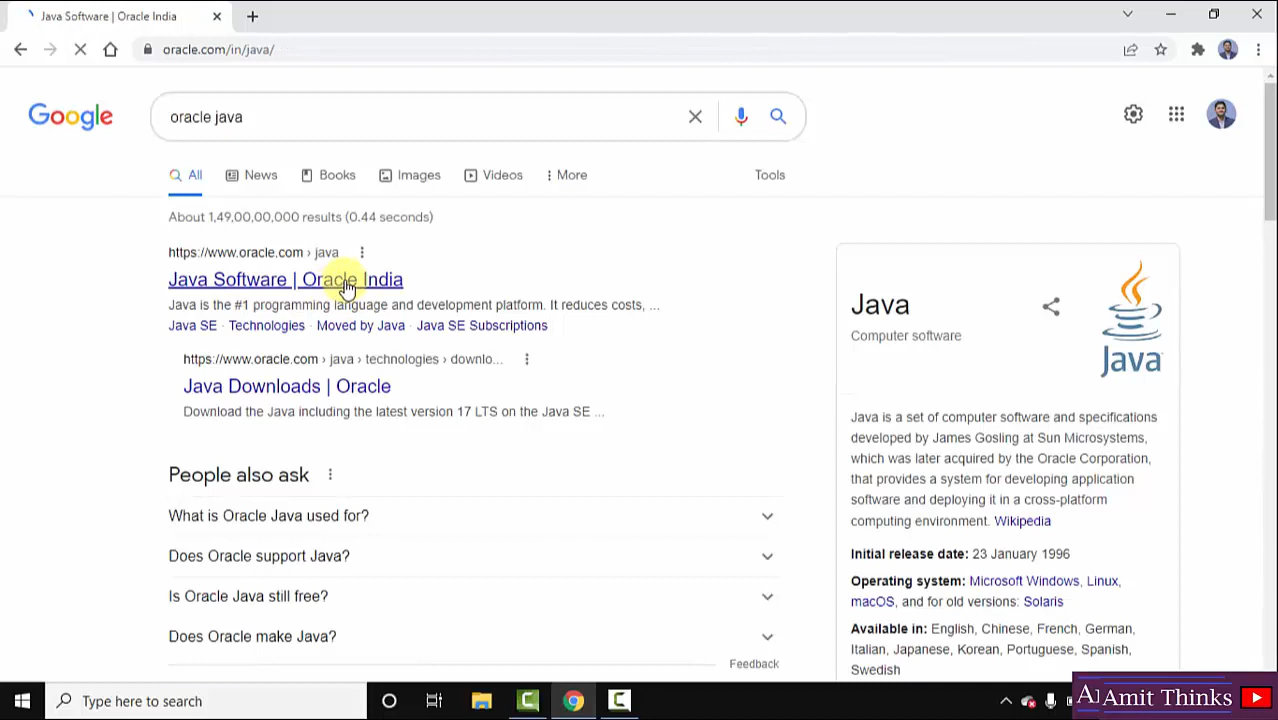 Java Software | Oracle India
oracle.com/in/java/
Google
oracle java
All
News
Books
Images
Videos
More
Tools
About 1,49,00,00,000 results (0.44 seconds)
https://www.oracle.com › java
Java Software | Oracle India
Java is the #1 programming language and development platform. It reduces costs, ...
Java SE · Technologies · Moved by Java · Java SE Subscriptions
https://www.oracle.com › java › technologies › downlo...
Java Downloads | Oracle
Download the Java including the latest version 17 LTS on the Java SE ...
People also ask
What is Oracle Java used for?
Does Oracle support Java?
Is Oracle Java still free?
Does Oracle make Java?
Feedback
Java
Computer software
Java
Java is a set of computer software and specifications
developed by James Gosling at Sun Microsystems,
which was later acquired by the Oracle Corporation,
that provides a system for developing application
software and deploying it in a cross-platform
computing environment. Wikipedia
Initial release date: 23 January 1996
Operating system: Microsoft Windows, Linux,
macOS, and for old versions: Solaris
Available in: English, Chinese, French, German,
Italian, Japanese, Korean, Portuguese, Spanish,
Swedish
Type here to search
Amit Thinks